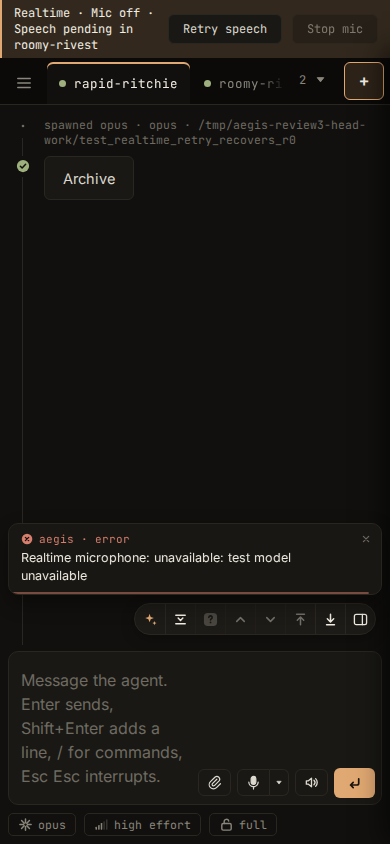 Realtime · Mic off ·
Speech pending in
roomy-rivest
Retry speech
Stop mic
rapid-ritchie
roomy-ri
2
+
spawned opus · opus · /tmp/aegis-review3-head-
work/test_realtime_retry_recovers_r0
Archive
aegis · error
Realtime microphone: unavailable: test model
unavailable
Message the agent.
Enter sends,
Shift+Enter adds a
line, / for commands,
Esc Esc interrupts.
opus
high effort
full